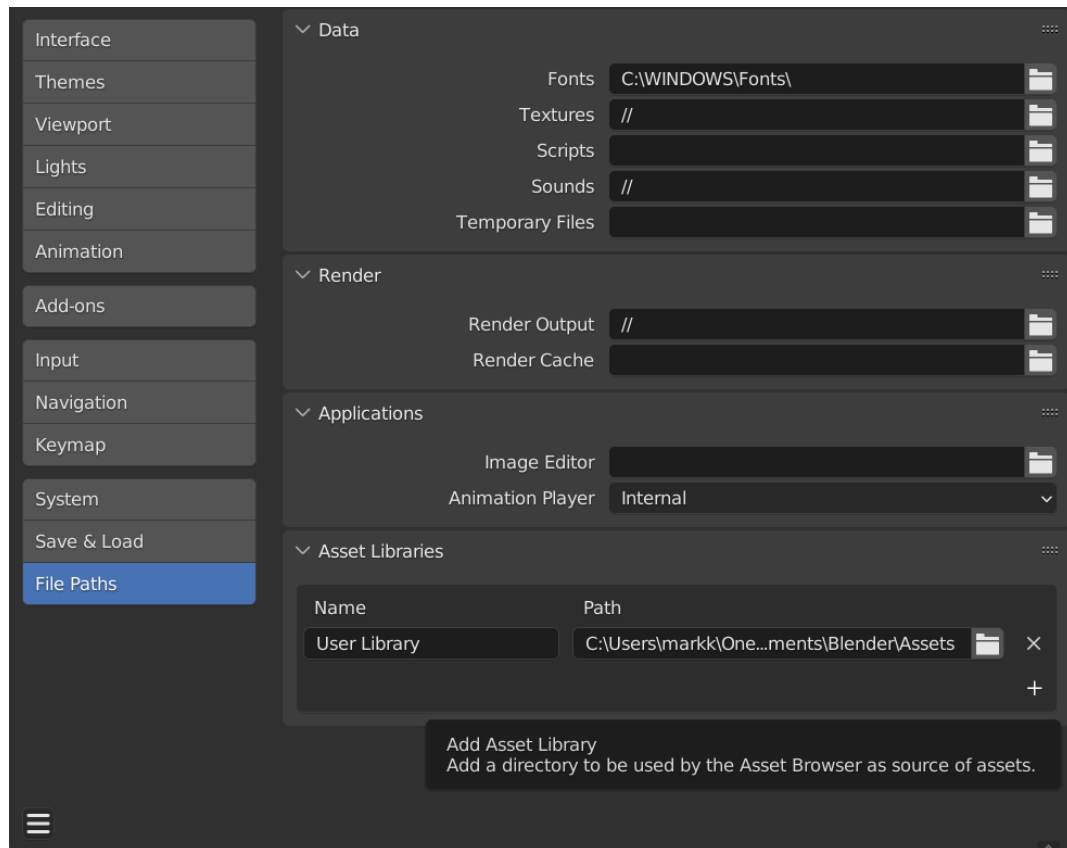 Interface
Themes
Viewport
Lights
Editing
Animation
Add-ons
Input
Navigation
Keymap
System
Save & Load
File Paths
Data
Fonts C:\WINDOWS\Fonts\
Textures //
Scripts
Sounds //
Temporary Files
Render
Render Output //
Render Cache
Applications
Image Editor
Animation Player Internal
Asset Libraries
Name Path
User Library C:\Users\markk\One...ments\Blender\Assets
Add Asset Library
Add a directory to be used by the Asset Browser as source of assets.